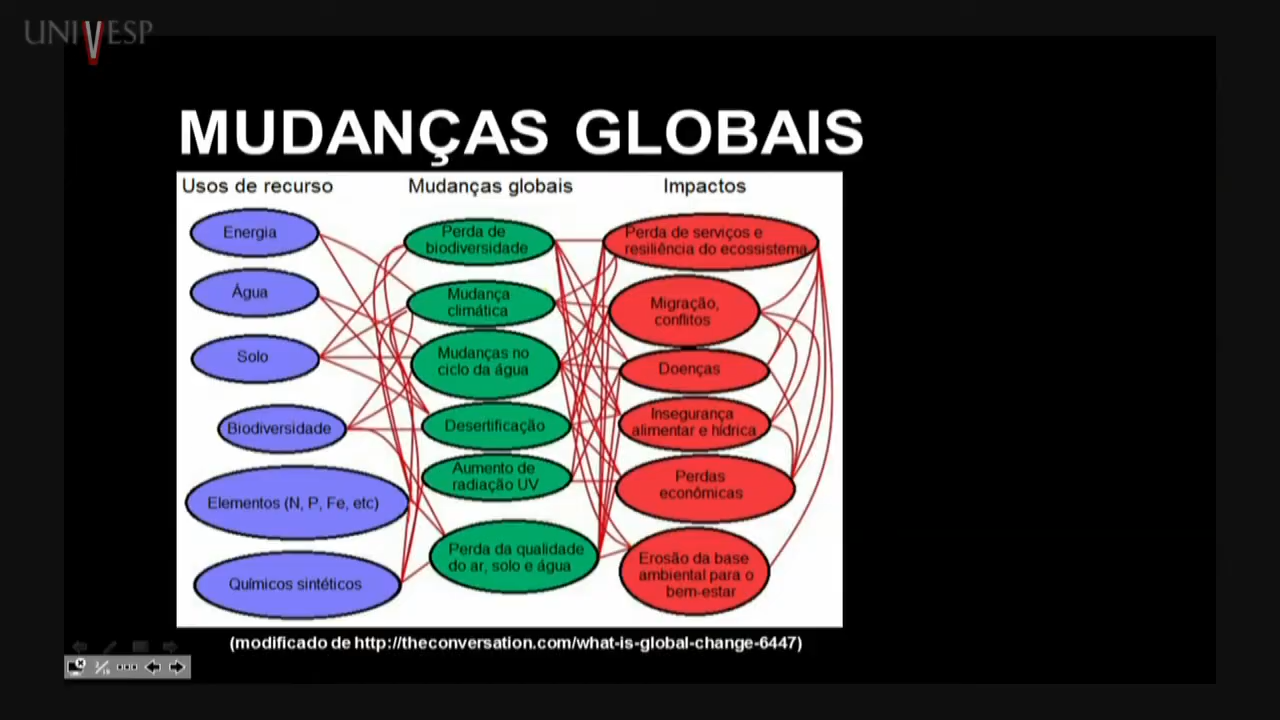 UNIVESP
MUDANÇAS GLOBAIS
Usos de recurso
Mudanças globais
Impactos
Energia
Água
Solo
Biodiversidade
Elementos (N, P, Fe, etc)
Químicos sintéticos
Perda de
biodiversidade
Mudança
climática
Mudanças no
ciclo da água
Desertificação
Aumento de
radiação UV
Perda da qualidade
do ar, solo e água
Perda de serviços e
resiliência do ecossistema
Migração,
conflitos
Doenças
Insegurança
alimentar e hídrica
Perdas
econômicas
Erosão da base
ambiental para o
bem-estar
(modificado de http://theconversation.com/what-is-global-change-6447)